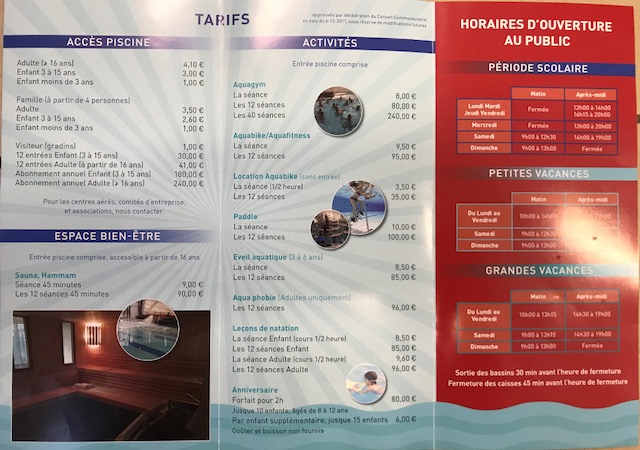 TARIFS
approuvés par délibération du Conseil Communautaire
en date du 6-12-2017, sous réserve de modifications futures
ACCÈS PISCINE
Adulte (> 16 ans) 4,10 €
Enfant 3 à 15 ans 3,00 €
Enfant moins de 3 ans 1,00 €
Famille (à partir de 4 personnes)
Adulte 3,50 €
Enfant 3 à 15 ans 2,60 €
Enfant moins de 3 ans 1,00 €
Visiteur (gradins) 1,00 €
12 entrées Enfant (3 à 15 ans) 30,00 €
12 entrées Adulte (à partir de 16 ans) 41,00 €
Abonnement annuel Enfant (3 à 15 ans) 180,00 €
Abonnement annuel Adulte (> 16 ans) 240,00 €
Pour les centres aérés, comités d'entreprise,
et associations, nous contacter.
ESPACE BIEN-ÊTRE
Entrée piscine comprise, accessible à partir de 16 ans
Sauna, Hammam
Séance 45 minutes 9,00 €
Les 12 séances 45 minutes 90,00 €
ACTIVITÉS
Entrée piscine comprise
Aquagym
La séance 8,00 €
Les 12 séances 80,00 €
Les 40 séances 240,00 €
Aquabike/Aquafitness
La séance 9,50 €
Les 12 séances 95,00 €
Location Aquabike (sans entrée)
La séance (1/2 heure) 3,50 €
Les 12 séances 35,00 €
Paddle
La séance 10,00 €
Les 12 séances 100,00 €
Eveil aquatique (3 à 6 ans)
La séance 8,50 €
Les 12 séances 85,00 €
Aqua phobie (Adultes uniquement)
Les 12 séances 96,00 €
Leçons de natation
La séance Enfant (cours 1/2 heure) 8,50 €
Les 12 séances Enfant 85,00 €
La séance Adulte (cours 1/2 heure) 9,60 €
Les 12 séances Adulte 96,00 €
Anniversaire
Forfait pour 2h 80,00 €
Jusque 10 enfants, âgés de 8 à 12 ans
Par enfant supplémentaire, jusque 15 enfants 6,00 €
Goûter et boisson non fournis
HORAIRES D'OUVERTURE
AU PUBLIC
PÉRIODE SCOLAIRE
Matin Après-midi
Lundi Mardi
Jeudi Vendredi Fermée 12h00 à 14h00
16h15 à 20h00
Mercredi Fermée 13h00 à 20h00
Samedi 9h00 à 12h30 14h00 à 19h00
Dimanche 9h00 à 13h00 Fermée
PETITES VACANCES
Matin Après-midi
Du Lundi au
Vendredi 10h00 à
Samedi 9h00 à
Dimanche 9h00 à 13h00
GRANDES VACANCES
Matin Après-midi
Du Lundi au
Vendredi 10h00 à 13h15 14h30 à 19h00
Samedi 9h00 à 13h15 14h30 à 19h00
Dimanche 9h00 à 13h00 Fermée
Sortie des bassins 30 min avant l'heure de fermeture
Fermeture des caisses 45 min avant l'heure de fermeture